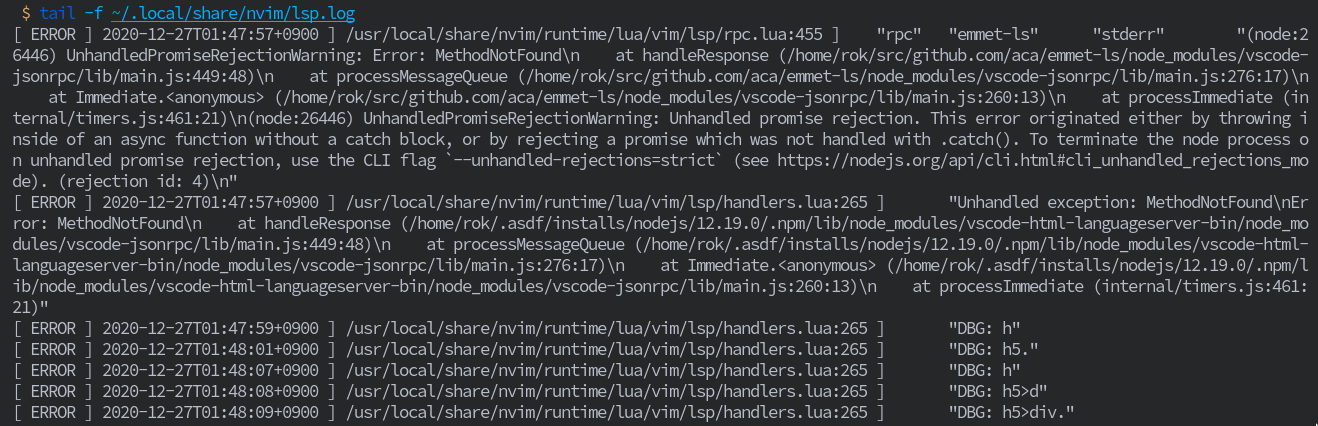 $ tail -f ~/.local/share/nvim/lsp.log
[ ERROR ] 2020-12-27T01:47:57+0900 ] /usr/local/share/nvim/runtime/lua/vim/lsp/rpc.lua:455 ]    "rpc"   "emmet-ls"      "stderr"        "(node:2
6446) UnhandledPromiseRejectionWarning: Error: MethodNotFound\n    at handleResponse (/home/rok/src/github.com/aca/emmet-ls/node_modules/vscode-
jsonrpc/lib/main.js:449:48)\n    at processMessageQueue (/home/rok/src/github.com/aca/emmet-ls/node_modules/vscode-jsonrpc/lib/main.js:276:17)\n
    at Immediate.<anonymous> (/home/rok/src/github.com/aca/emmet-ls/node_modules/vscode-jsonrpc/lib/main.js:260:13)\n    at processImmediate (in
ternal/timers.js:461:21)\n(node:26446) UnhandledPromiseRejectionWarning: Unhandled promise rejection. This error originated either by throwing i
nside of an async function without a catch block, or by rejecting a promise which was not handled with .catch(). To terminate the node process o
n unhandled promise rejection, use the CLI flag `--unhandled-rejections=strict` (see https://nodejs.org/api/cli.html#cli_unhandled_rejections_mo
de). (rejection id: 4)\n"
[ ERROR ] 2020-12-27T01:47:57+0900 ] /usr/local/share/nvim/runtime/lua/vim/lsp/handlers.lua:265 ]       "Unhandled exception: MethodNotFound\nEr
ror: MethodNotFound\n    at handleResponse (/home/rok/.asdf/installs/nodejs/12.19.0/.npm/lib/node_modules/vscode-html-languageserver-bin/node_mo
dules/vscode-jsonrpc/lib/main.js:449:48)\n    at processMessageQueue (/home/rok/.asdf/installs/nodejs/12.19.0/.npm/lib/node_modules/vscode-html-
languageserver-bin/node_modules/vscode-jsonrpc/lib/main.js:276:17)\n    at Immediate.<anonymous> (/home/rok/.asdf/installs/nodejs/12.19.0/.npm/l
ib/node_modules/vscode-html-languageserver-bin/node_modules/vscode-jsonrpc/lib/main.js:260:13)\n    at processImmediate (internal/timers.js:461:
21)"
[ ERROR ] 2020-12-27T01:47:59+0900 ] /usr/local/share/nvim/runtime/lua/vim/lsp/handlers.lua:265 ]       "DBG: h"
[ ERROR ] 2020-12-27T01:48:01+0900 ] /usr/local/share/nvim/runtime/lua/vim/lsp/handlers.lua:265 ]       "DBG: h5."
[ ERROR ] 2020-12-27T01:48:07+0900 ] /usr/local/share/nvim/runtime/lua/vim/lsp/handlers.lua:265 ]       "DBG: h"
[ ERROR ] 2020-12-27T01:48:08+0900 ] /usr/local/share/nvim/runtime/lua/vim/lsp/handlers.lua:265 ]       "DBG: h5>d"
[ ERROR ] 2020-12-27T01:48:09+0900 ] /usr/local/share/nvim/runtime/lua/vim/lsp/handlers.lua:265 ]       "DBG: h5>div."